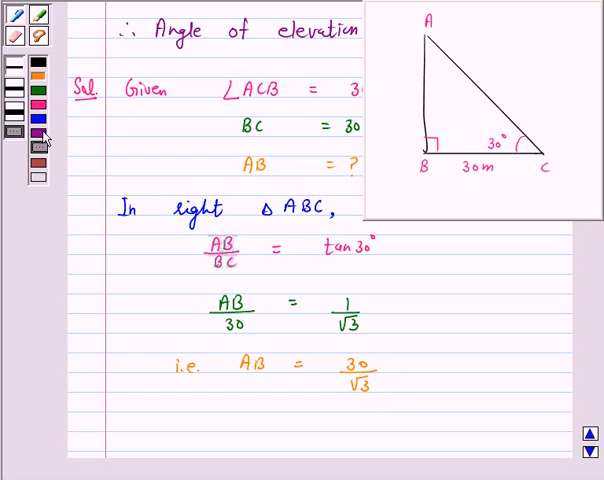 ∴ Angle of elevation
Sol. Given ∠ACB = 30
BC = 30
AB = ?
In right △ ABC,
AB/BC = tan 30°
AB/30 = 1/√3
i.e. AB = 30/√3
A
30°
B 30m C